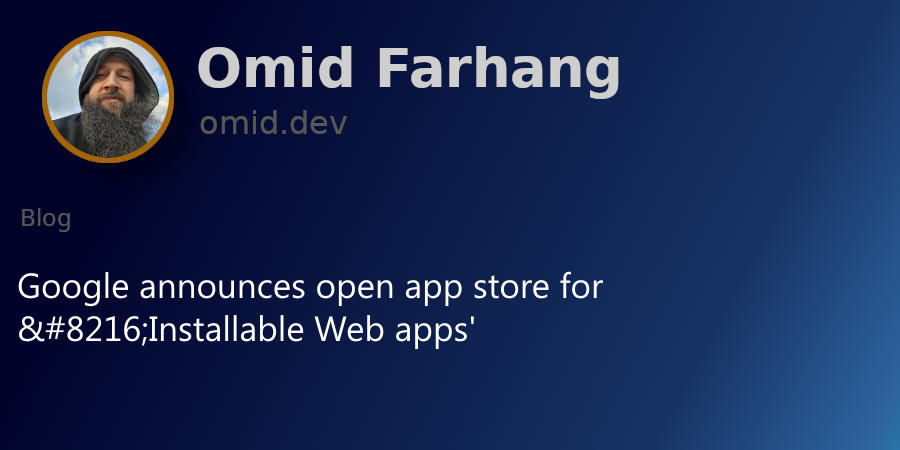 Omid Farhang
omid.dev
Blog
Google announces open app store for
&#8216;Installable Web apps'